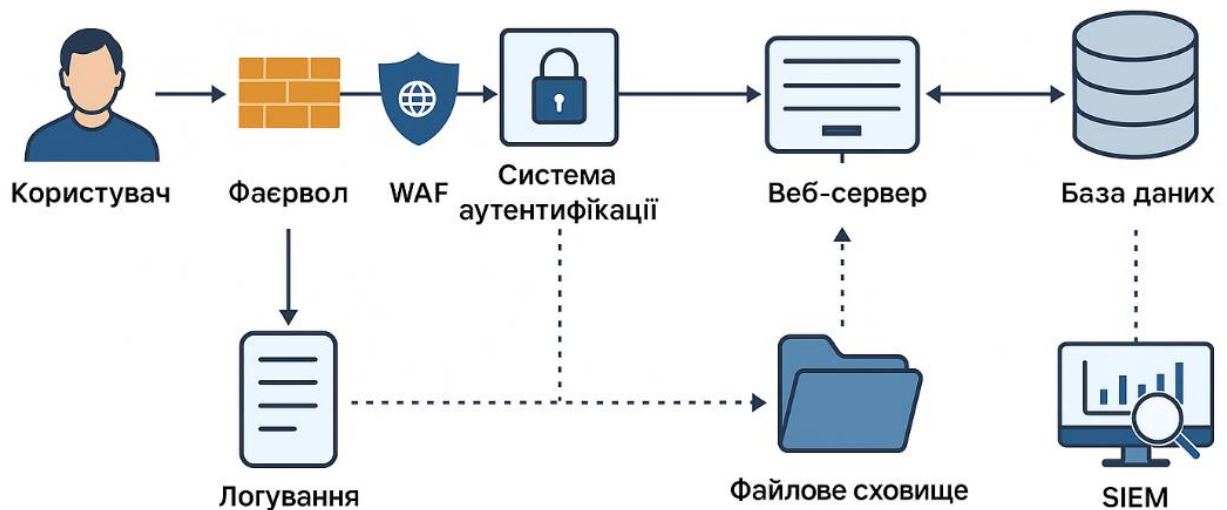 Користувач
Фаєрвол
WAF
Система
аутентифікації
Веб-сервер
База даних
Логування
Файлове сховище
SIEM